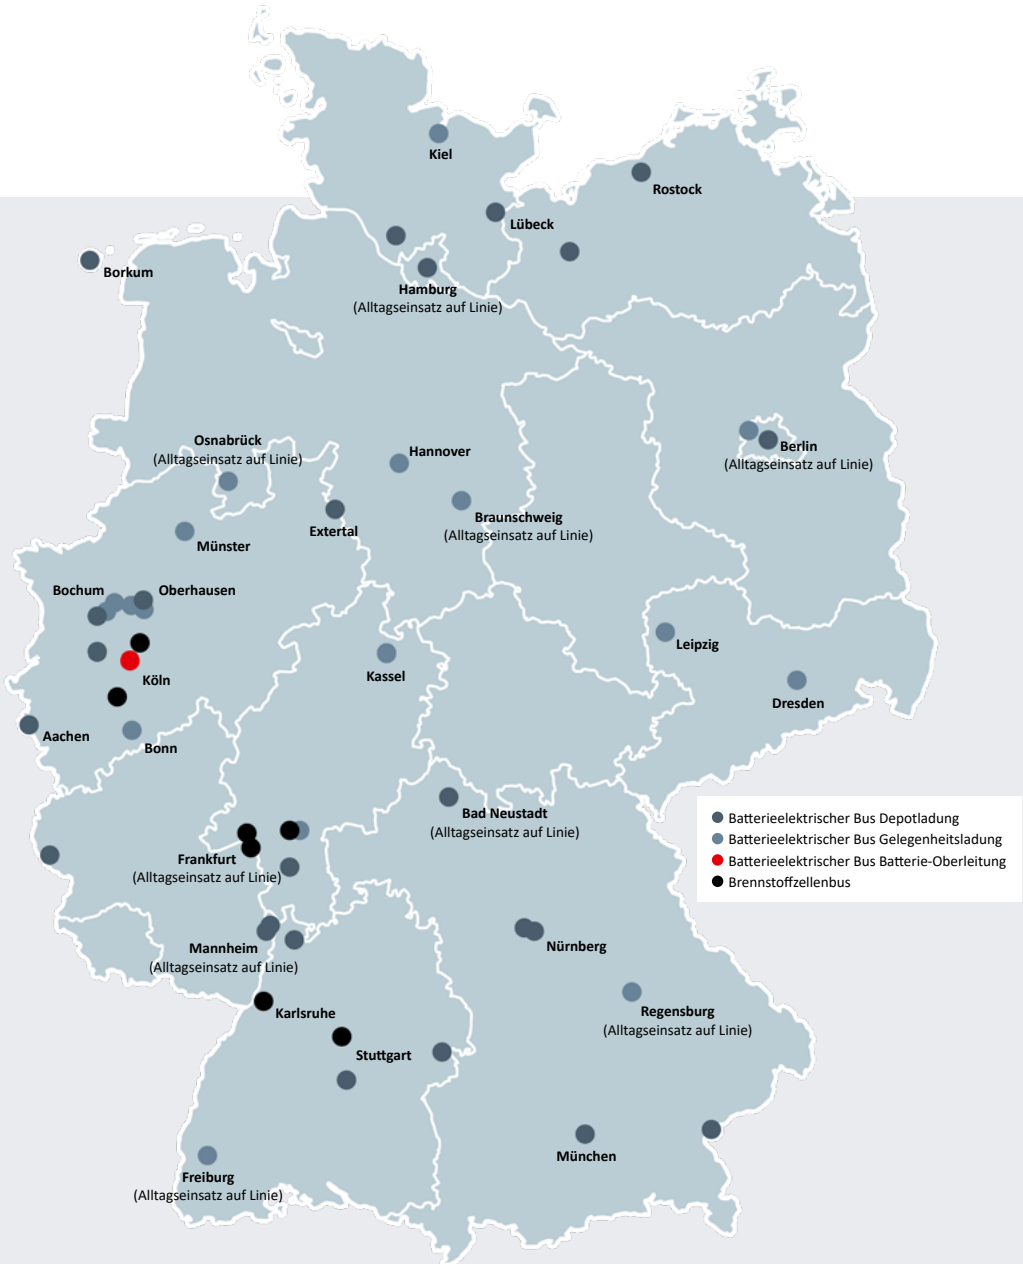 Kiel
Rostock
Lübeck
Borkum
Hamburg
(Alltagseinsatz auf Linie)
Osnabrück
(Alltagseinsatz auf Linie)
Hannover
Berlin
(Alltagseinsatz auf Linie)
Braunschweig
(Alltagseinsatz auf Linie)
Extertal
Münster
Bochum
Oberhausen
Leipzig
Kassel
Köln
Dresden
Aachen
Bonn
Bad Neustadt
(Alltagseinsatz auf Linie)
Batterieelektrischer Bus Depotladung
Batterieelektrischer Bus Gelegenheitsladung
Batterieelektrischer Bus Batterie-Oberleitung
Brennstoffzellenbus
Frankfurt
(Alltagseinsatz auf Linie)
Mannheim
(Alltagseinsatz auf Linie)
Nürnberg
Karlsruhe
Regensburg
(Alltagseinsatz auf Linie)
Stuttgart
München
Freiburg
(Alltagseinsatz auf Linie)